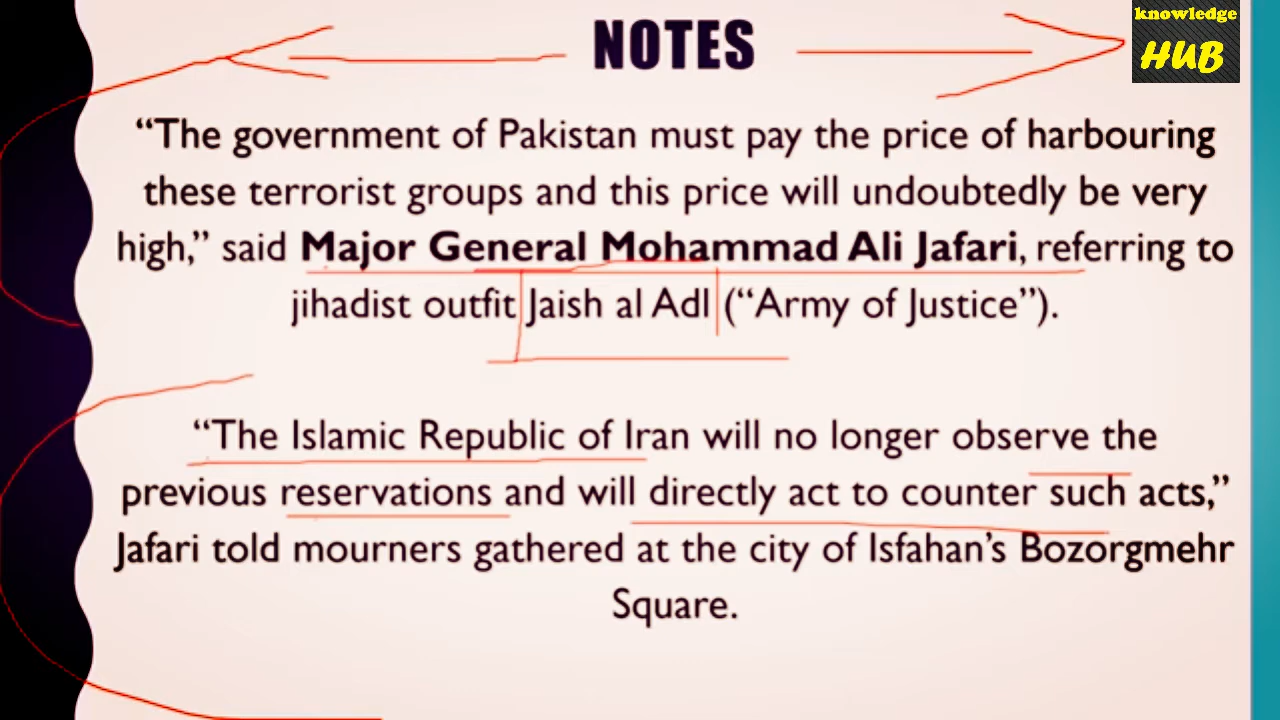 NOTES
knowledge
HUB
“The government of Pakistan must pay the price of harbouring
these terrorist groups and this price will undoubtedly be very
high,” said Major General Mohammad Ali Jafari, referring to
jihadist outfit Jaish al Adl (“Army of Justice”).
“The Islamic Republic of Iran will no longer observe the
previous reservations and will directly act to counter such acts,”
Jafari told mourners gathered at the city of Isfahan’s Bozorgmehr
Square.